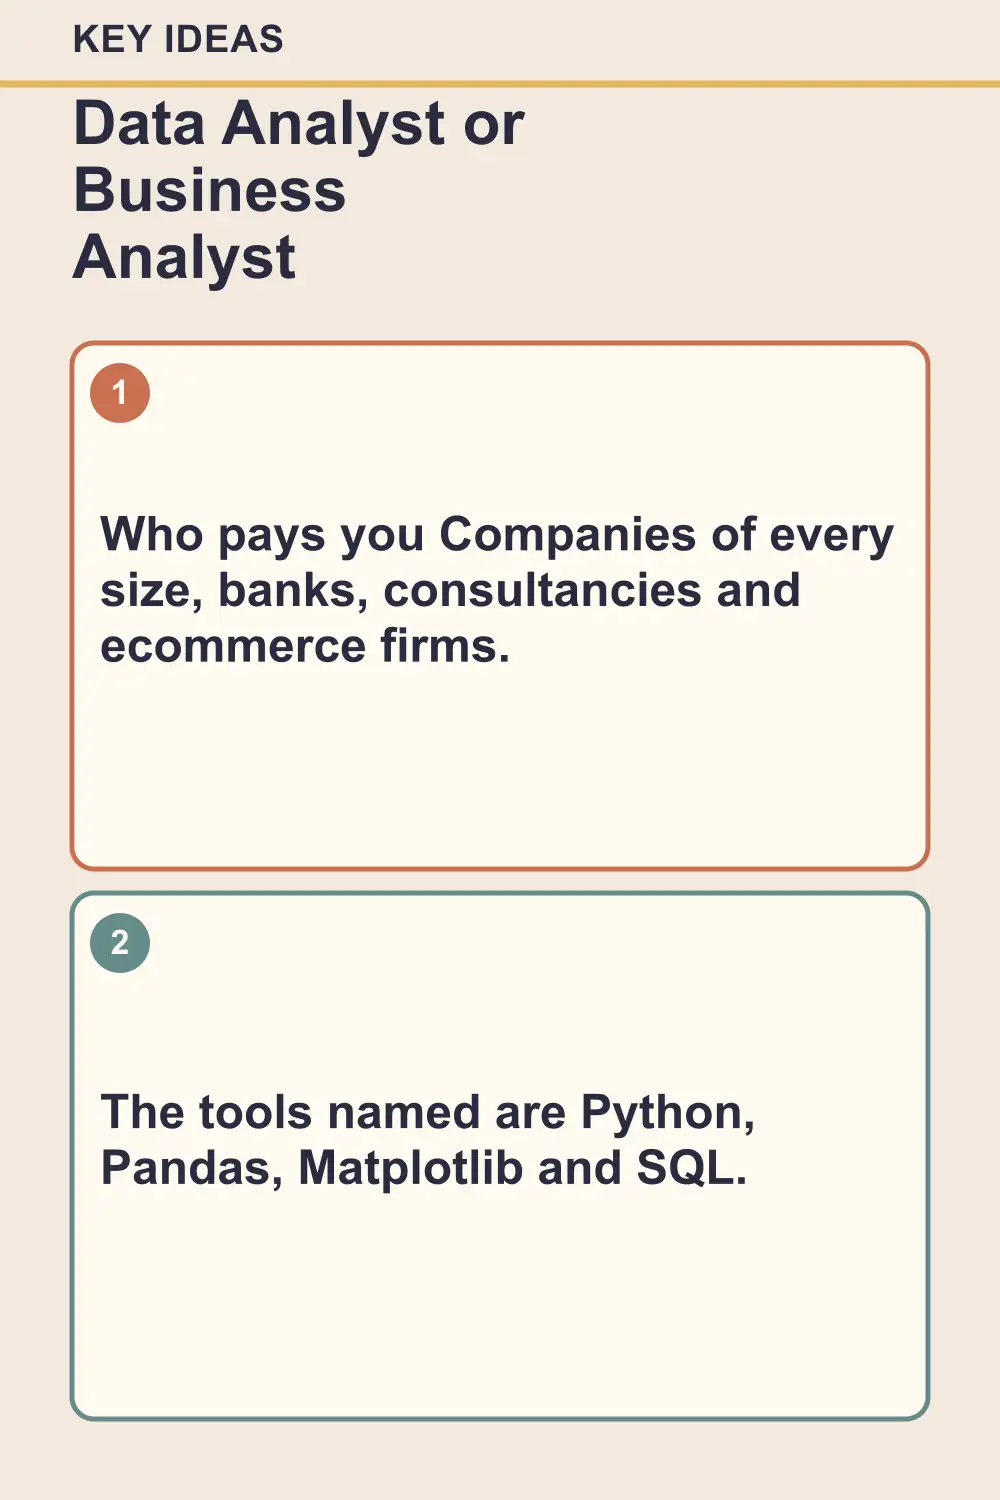 KEY IDEAS
Data Analyst or
Business
Analyst
1
Who pays you Companies of every
size, banks, consultancies and
ecommerce firms.
2
The tools named are Python,
Pandas, Matplotlib and SQL.